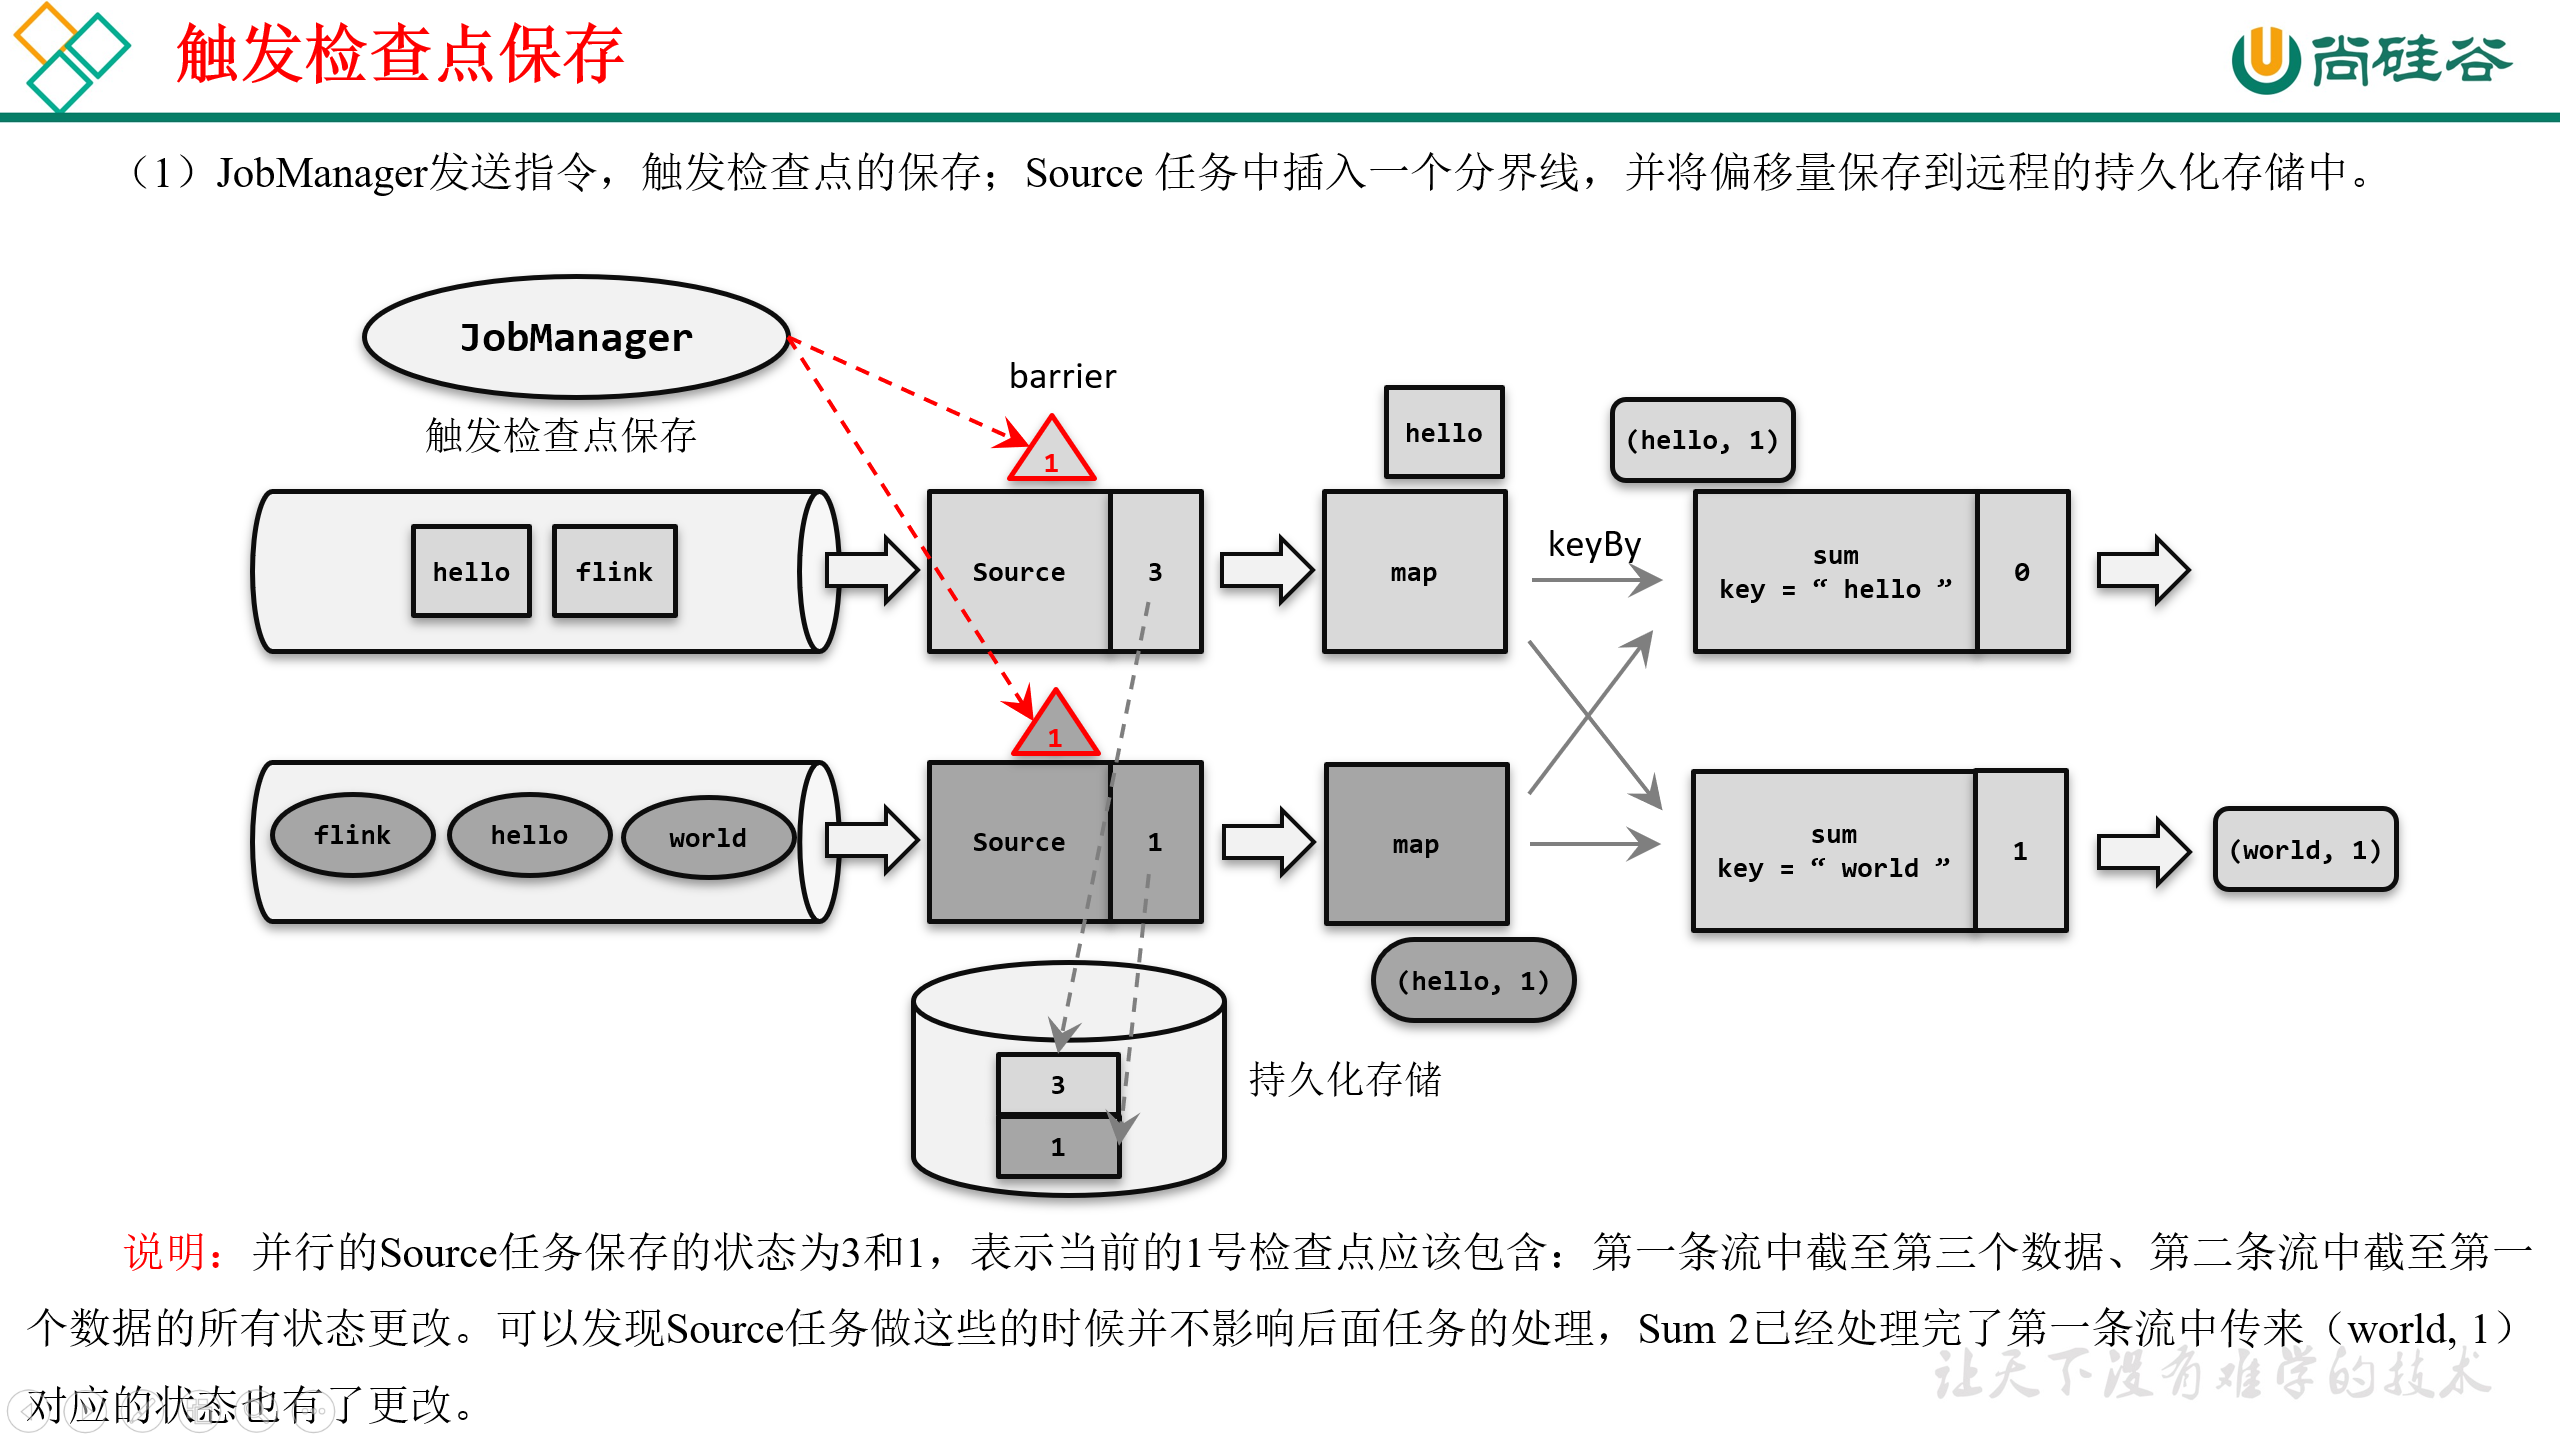 触发检查点保存
尚硅谷
（1）JobManager发送指令，触发检查点的保存；Source 任务中插入一个分界线，并将偏移量保存到远程的持久化存储中。
JobManager
触发检查点保存
barrier
1
hello
(hello, 1)
hello
flink
Source
3
map
keyBy
sum
key = “ hello ”
0
1
flink
hello
world
Source
1
map
sum
key = “ world ”
1
(world, 1)
(hello, 1)
3
1
持久化存储
说明：并行的Source任务保存的状态为3和1，表示当前的1号检查点应该包含：第一条流中截至第三个数据、第二条流中截至第一
个数据的所有状态更改。可以发现Source任务做这些的时候并不影响后面任务的处理，Sum 2已经处理完了第一条流中传来（world, 1）
对应的状态也有了更改。
让天下没有难学的技术